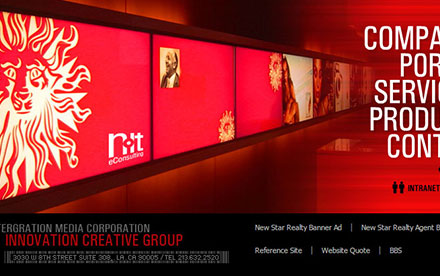 COMPA
POR
SERVIC
PRODU
CONT
INTRANET
n:it
eConsulting
TERGRATION MEDIA CORPORATION
INNOVATION CREATIVE GROUP
3030 W 8TH STREET SUITE 308, LA, CA 90005 / TEL 213.632.2520
New Star Realty Banner Ad | New Star Realty Agent B
Reference Site | Website Quote | BBS